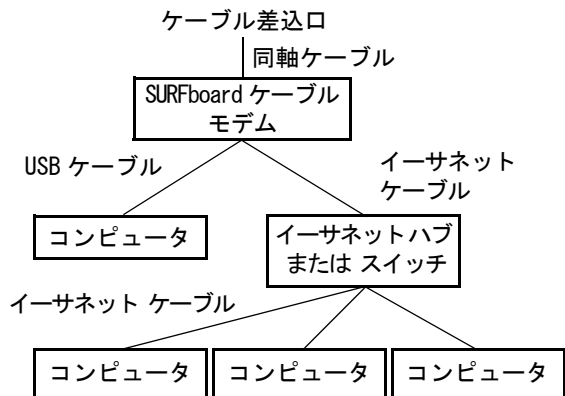 ケーブル差込口
同軸ケーブル
SURFboard ケーブル
モデム
USB ケーブル
イーサネット
ケーブル
コンピュータ
イーサネット ハブ
または スイッチ
イーサネット ケーブル
コンピュータ
コンピュータ
コンピュータ